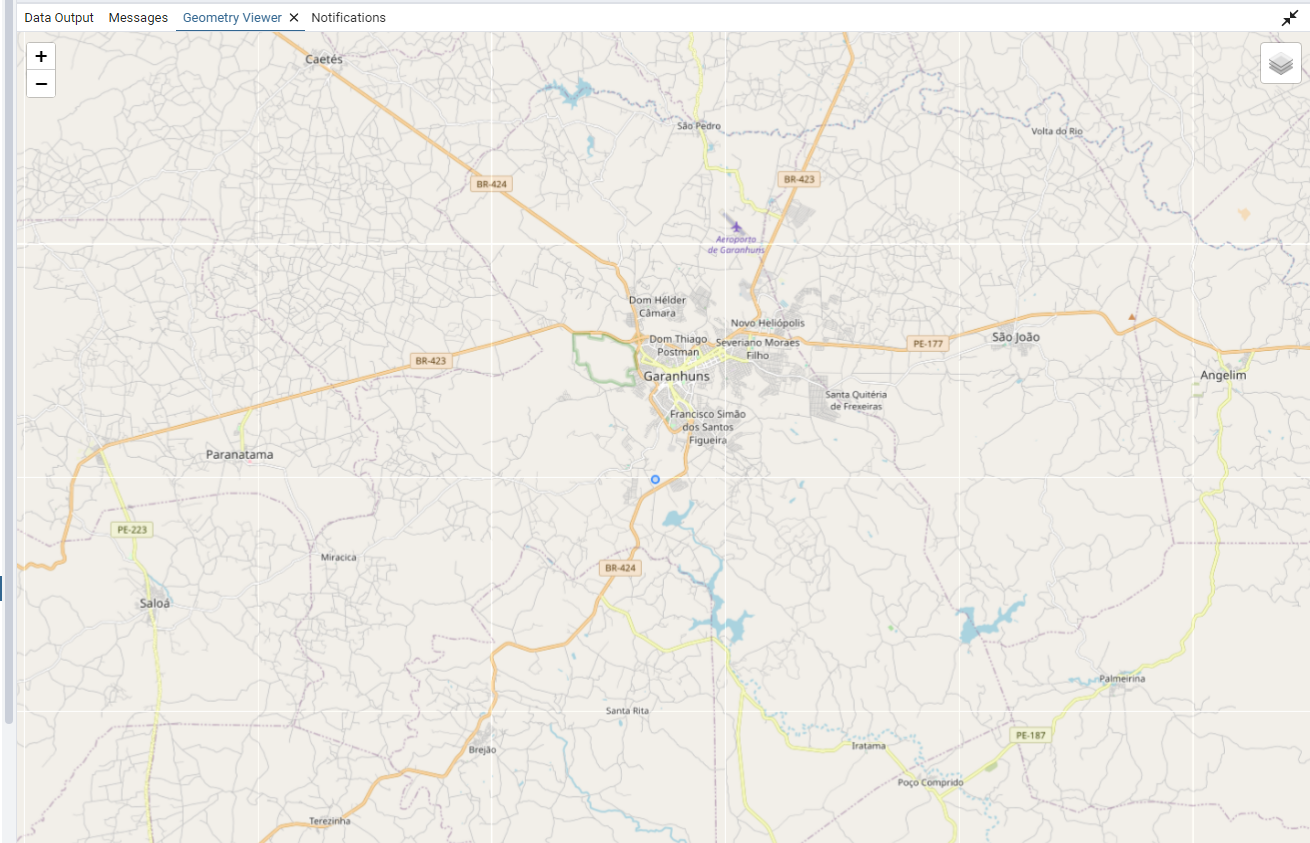 Data Output Messages Geometry Viewer ✕ Notifications
+
−
Caetés
São Pedro
Volta do Rio
BR-424
BR-423
Aeroporto
de Garanhuns
Dom Hélder
Câmara
Novo Heliópolis
Dom Thiago
Postman
Severiano Moraes
Filho
PE-177
São João
BR-423
Garanhuns
Angelim
Santa Quitéria
de Frexeiras
Francisco Simão
dos Santos
Figueira
Paranatama
PE-223
Miracica
BR-424
Saloá
Palmeirina
Santa Rita
PE-187
Brejão
Iratama
Poço Comprido
Terezinha